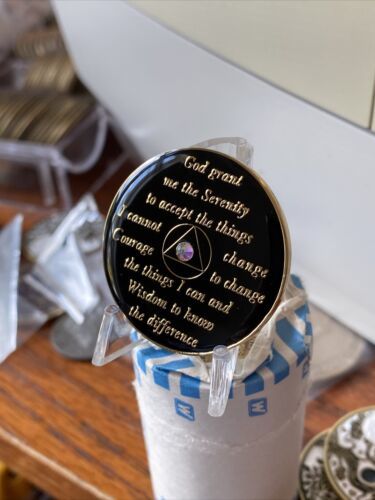 God grant
me the Serenity
to accept the things
I cannot change
Courage to change
the things I can and
Wisdom to know
the difference
W
W